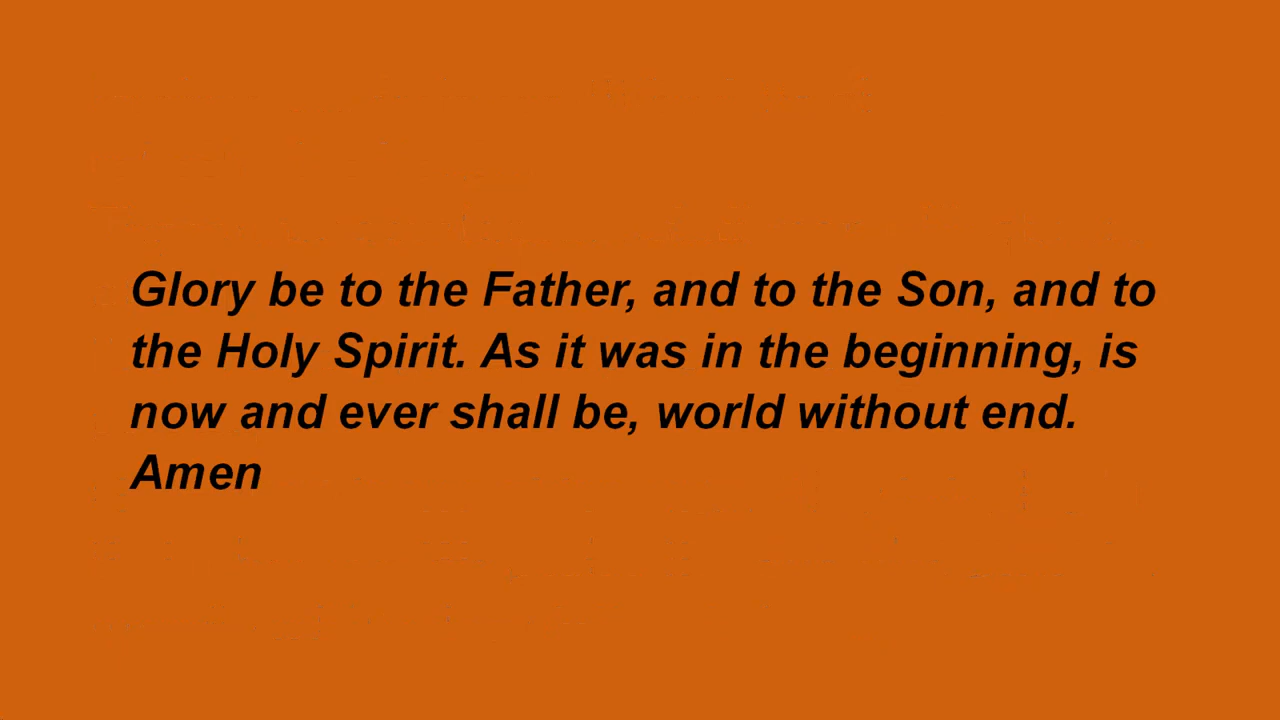 Glory be to the Father, and to the Son, and to
the Holy Spirit. As it was in the beginning, is
now and ever shall be, world without end.
Amen